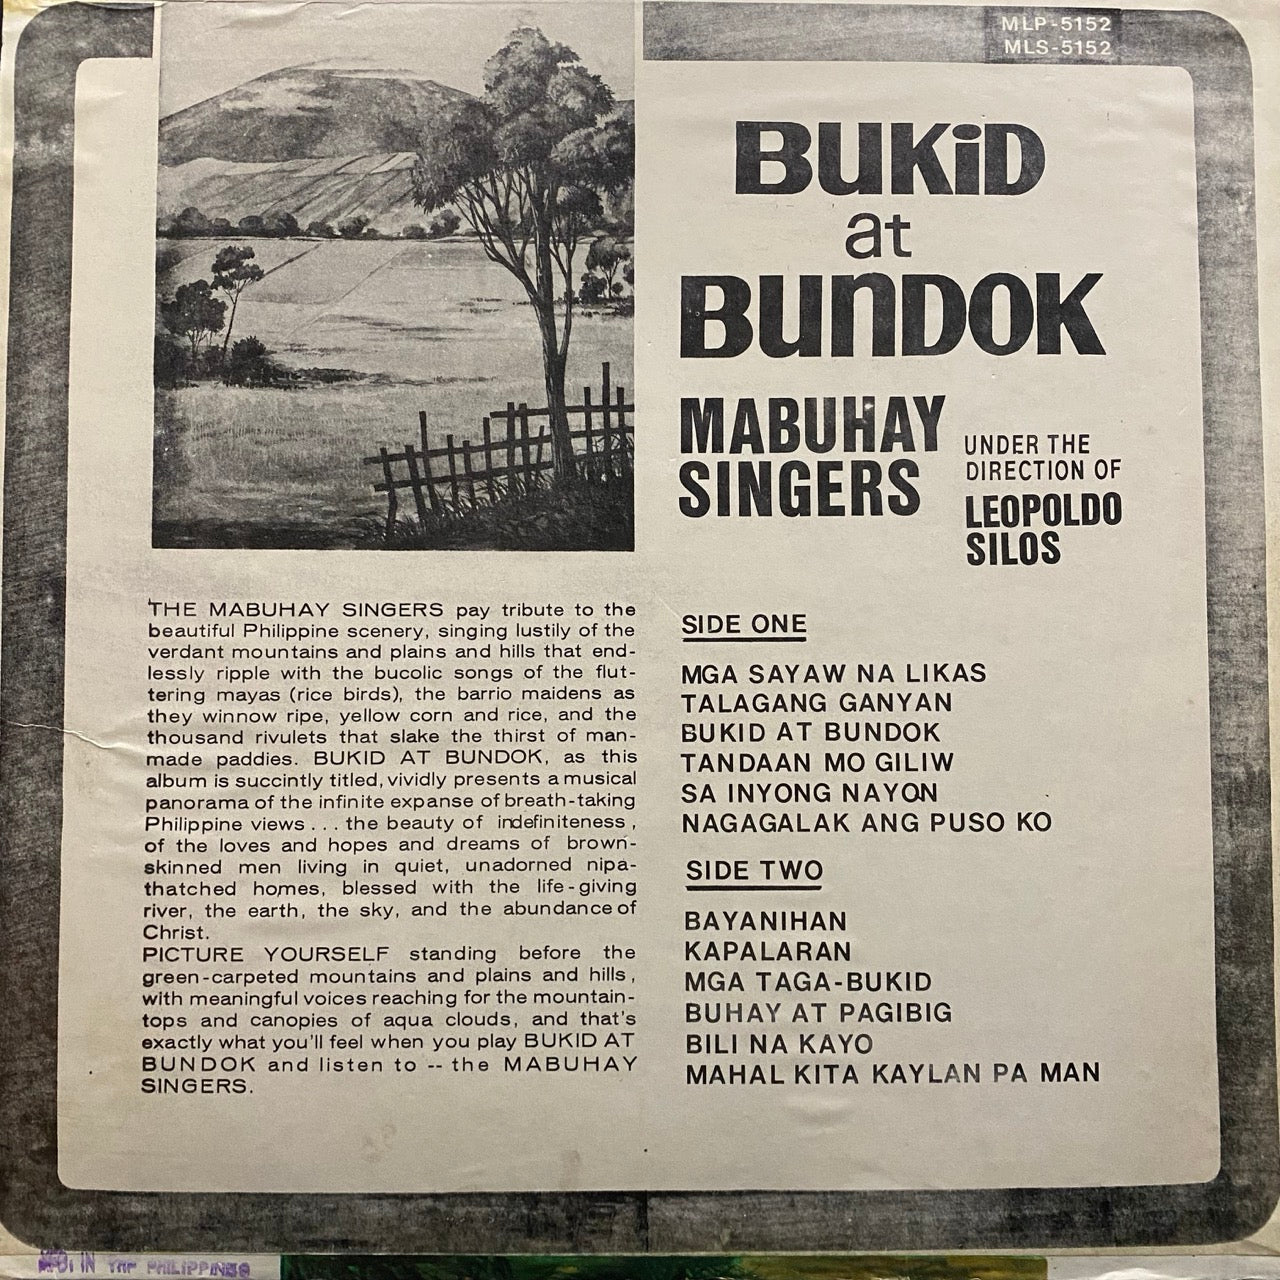 MLP-5152
MLS-5152
BUKiD
at
BUnDOK
MABUHAY
SINGERS
UNDER THE
DIRECTION OF
LEOPOLDO
SILOS
THE MABUHAY SINGERS pay tribute to the
beautiful Philippine scenery, singing lustily of the
verdant mountains and plains and hills that end-
lessly ripple with the bucolic songs of the flut-
tering mayas (rice birds), the barrio maidens as
they winnow ripe, yellow corn and rice, and the
thousand rivulets that slake the thirst of man-
made paddies. BUKID AT BUNDOK, as this
album is succintly titled, vividly presents a musical
panorama of the infinite expanse of breath-taking
Philippine views . . . the beauty of indefiniteness,
of the loves and hopes and dreams of brown-
skinned men living in quiet, unadorned nipa-
thatched homes, blessed with the life-giving
river, the earth, the sky, and the abundance of
Christ.
PICTURE YOURSELF standing before the
green-carpeted mountains and plains and hills,
with meaningful voices reaching for the mountain-
tops and canopies of aqua clouds, and that's
exactly what you'll feel when you play BUKID AT
BUNDOK and listen to -- the MABUHAY
SINGERS.
SIDE ONE
MGA SAYAW NA LIKAS
TALAGANG GANYAN
BUKID AT BUNDOK
TANDAAN MO GILIW
SA INYONG NAYON
NAGAGALAK ANG PUSO KO
SIDE TWO
BAYANIHAN
KAPALARAN
MGA TAGA-BUKID
BUHAY AT PAGIBIG
BILI NA KAYO
MAHAL KITA KAYLAN PA MAN
MFD. IN THE PHILIPPINES